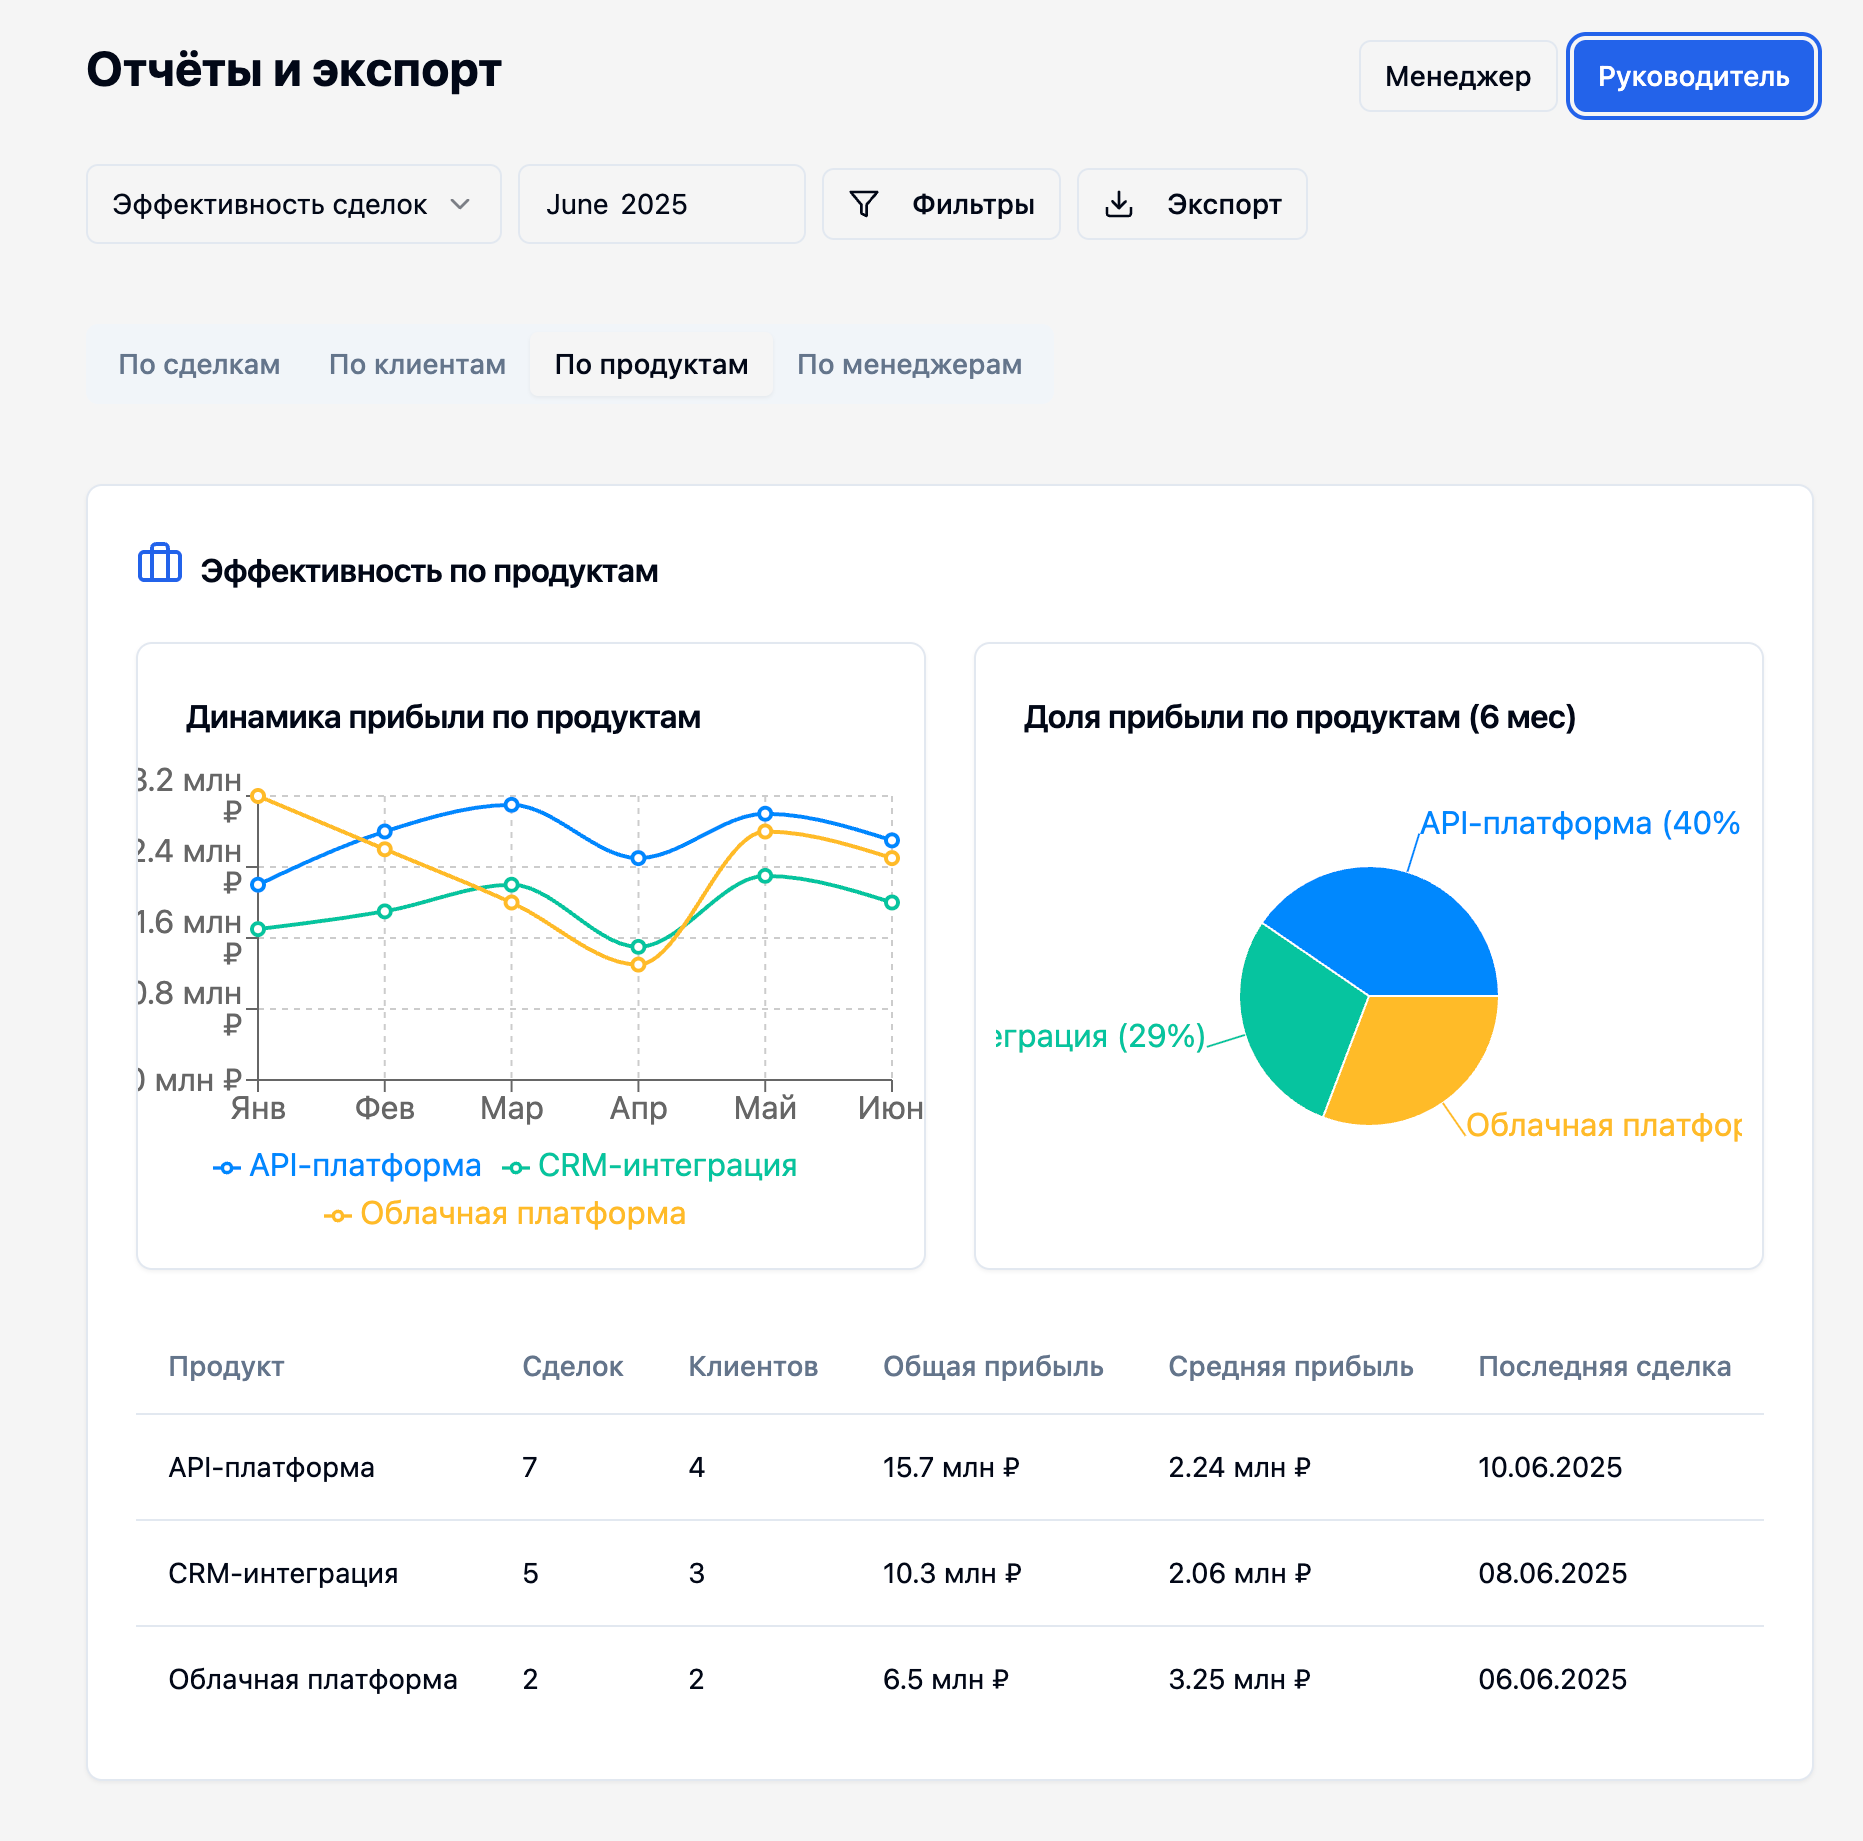 Отчёты и экспорт
Менеджер
Руководитель
Эффективность сделок
June 2025
Фильтры
Экспорт
По сделкам
По клиентам
По продуктам
По менеджерам
Эффективность по продуктам
Динамика прибыли по продуктам
3.2 млн
₽
2.4 млн
₽
1.6 млн
₽
0.8 млн
₽
0 млн ₽
Янв Фев Мар Апр Май Июн
API-платформа CRM-интеграция
Облачная платформа
Доля прибыли по продуктам (6 мес)
API-платформа (40%
еграция (29%)
Облачная платфор
Продукт Сделок Клиентов Общая прибыль Средняя прибыль Последняя сделка
API-платформа 7 4 15.7 млн ₽ 2.24 млн ₽ 10.06.2025
CRM-интеграция 5 3 10.3 млн ₽ 2.06 млн ₽ 08.06.2025
Облачная платформа 2 2 6.5 млн ₽ 3.25 млн ₽ 06.06.2025